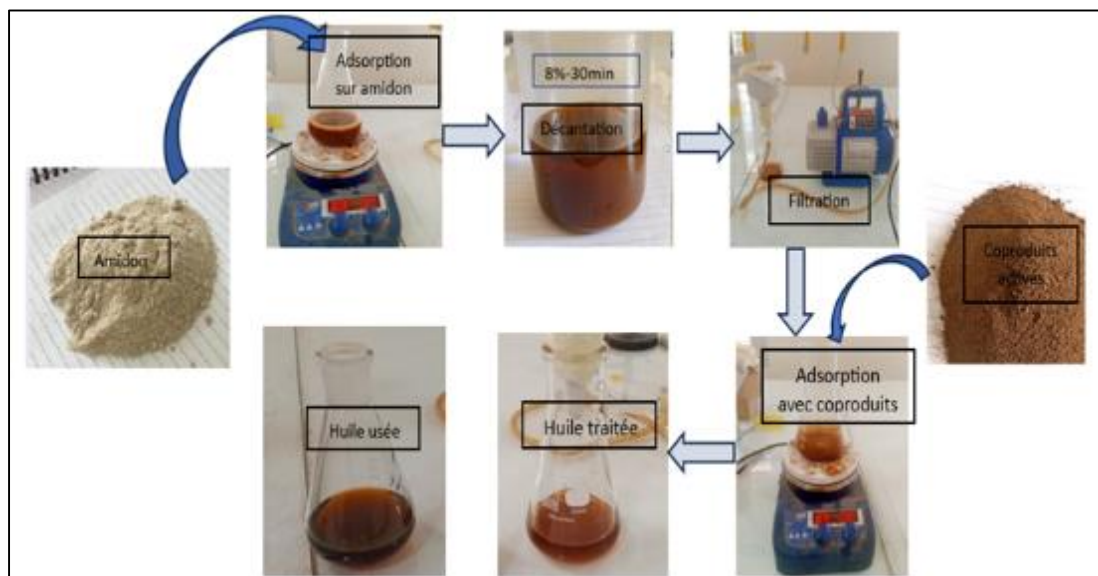 Adsorption
sur amidon
8%-30min
Décantation
Filtration
Amidon
Coproduits
activés
Adsorption
avec coproduits
Huile traitée
Huile usée